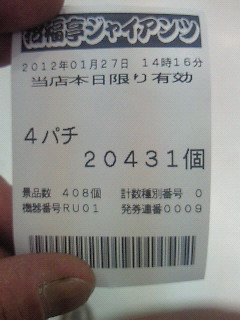 招福亭ジャイアンツ
2012年01月27日 14時16分
当店本日限り有効
4パチ
20431個
景品数 408個 計数種別番号 0
機器番号RU01 発券連番0009